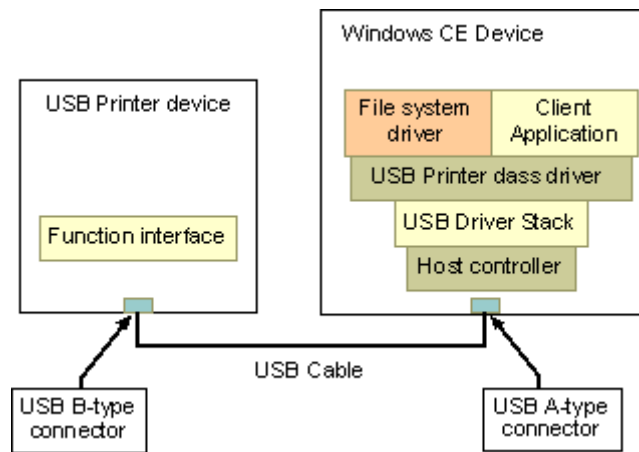 Windows CE Device
USB Printer device
File system
driver
Client
Application
USB Printer dass driver
USB Driver Stack
Function interface
Host controller
USB Cable
USB B-type
connector
USB A-type
connector